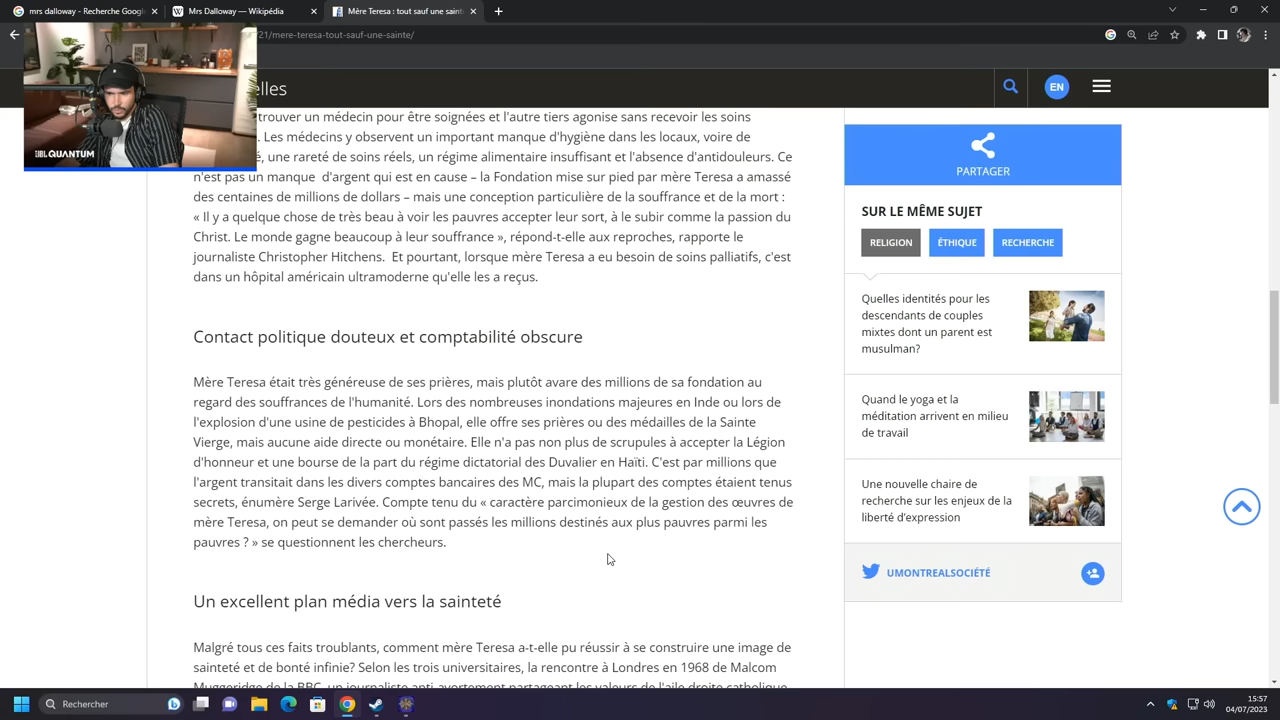 mrs dalloway - Recherche Googl
Mrs Dalloway — Wikipédia
Mère Teresa : tout sauf une saint
21/mere-teresa-tout-sauf-une-sainte/
elles
EN
trouver un médecin pour être soignées et l'autre tiers agonise sans recevoir les soins
. Les médecins y observent un important manque d'hygiène dans les locaux, voire de
, une rareté de soins réels, un régime alimentaire insuffisant et l'absence d'antidouleurs. Ce
n'est pas un manque d'argent qui est en cause – la Fondation mise sur pied par mère Teresa a amassé
des centaines de millions de dollars – mais une conception particulière de la souffrance et de la mort :
« Il y a quelque chose de très beau à voir les pauvres accepter leur sort, à le subir comme la passion du
Christ. Le monde gagne beaucoup à leur souffrance », répond-t-elle aux reproches, rapporte le
journaliste Christopher Hitchens. Et pourtant, lorsque mère Teresa a eu besoin de soins palliatifs, c'est
dans un hôpital américain ultramoderne qu'elle les a reçus.
Contact politique douteux et comptabilité obscure
Mère Teresa était très généreuse de ses prières, mais plutôt avare des millions de sa fondation au
regard des souffrances de l'humanité. Lors des nombreuses inondations majeures en Inde ou lors de
l'explosion d'une usine de pesticides à Bhopal, elle offre ses prières ou des médailles de la Sainte
Vierge, mais aucune aide directe ou monétaire. Elle n'a pas non plus de scrupules à accepter la Légion
d'honneur et une bourse de la part du régime dictatorial des Duvalier en Haïti. C'est par millions que
l'argent transitait dans les divers comptes bancaires des MC, mais la plupart des comptes étaient tenus
secrets, énumère Serge Larivée. Compte tenu du « caractère parcimonieux de la gestion des œuvres de
mère Teresa, on peut se demander où sont passés les millions destinés aux plus pauvres parmi les
pauvres ? » se questionnent les chercheurs.
Un excellent plan média vers la sainteté
Malgré tous ces faits troublants, comment mère Teresa a-t-elle pu réussir à se construire une image de
sainteté et de bonté infinie? Selon les trois universitaires, la rencontre à Londres en 1968 de Malcom
Muggeridge de la BBC, un journaliste anti-avortement partageant les valeurs de l'aile droite catholique
PARTAGER
SUR LE MÊME SUJET
RELIGION
ÉTHIQUE
RECHERCHE
Quelles identités pour les
descendants de couples
mixtes dont un parent est
musulman?
Quand le yoga et la
méditation arrivent en milieu
de travail
Une nouvelle chaire de
recherche sur les enjeux de la
liberté d'expression
UMONTREALSOCIÉTÉ
QUANTUM
Rechercher
15:57
04/07/2023